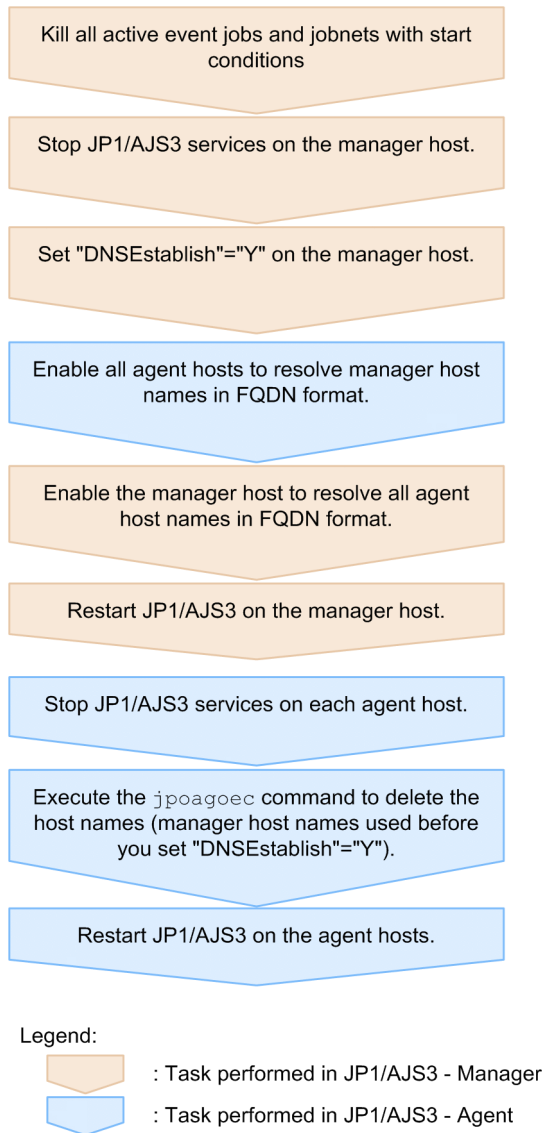 Kill all active event jobs and jobnets with start
conditions
Stop JP1/AJS3 services on the manager host.
Set "DNSEstablish"="Y" on the manager host.
Enable all agent hosts to resolve manager host
names in FQDN format.
Enable the manager host to resolve all agent
host names in FQDN format.
Restart JP1/AJS3 on the manager host.
Stop JP1/AJS3 services on each agent host.
Execute the jpoagoec command to delete the
host names (manager host names used before
you set "DNSEstablish"="Y").
Restart JP1/AJS3 on the agent hosts.
Legend:
: Task performed in JP1/AJS3 - Manager
: Task performed in JP1/AJS3 - Agent